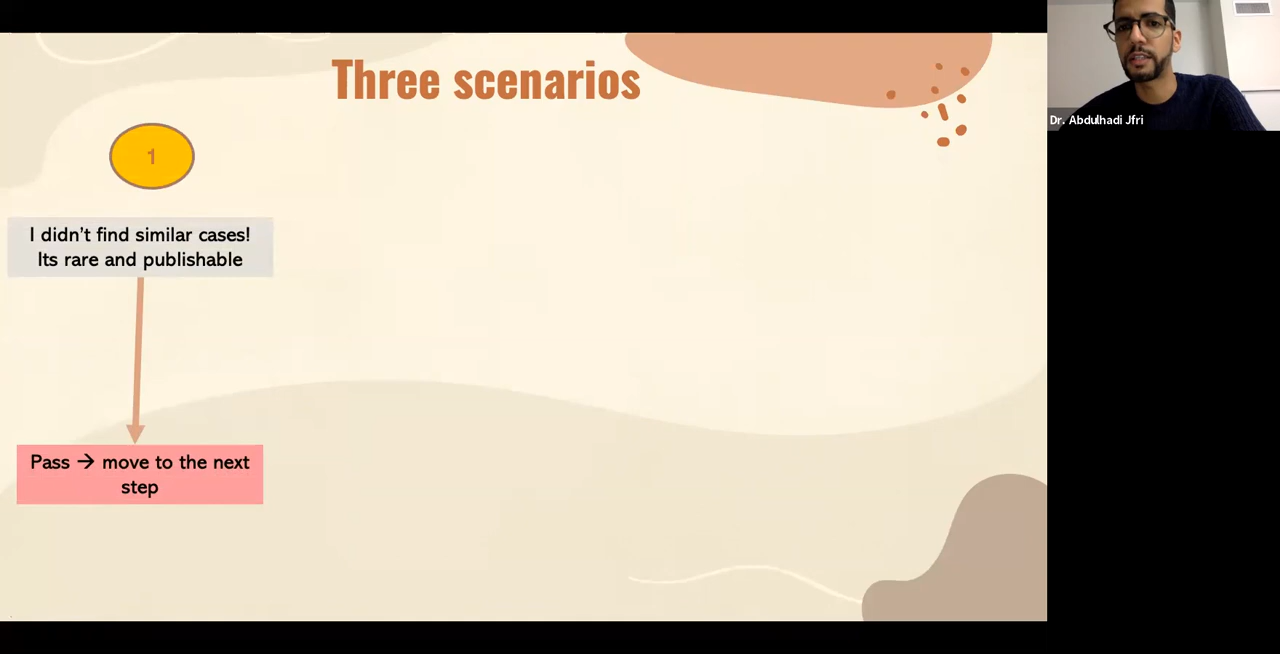 Three scenarios
1
I didn't find similar cases!
Its rare and publishable
Pass → move to the next
step
Dr. Abdulhadi Jfri